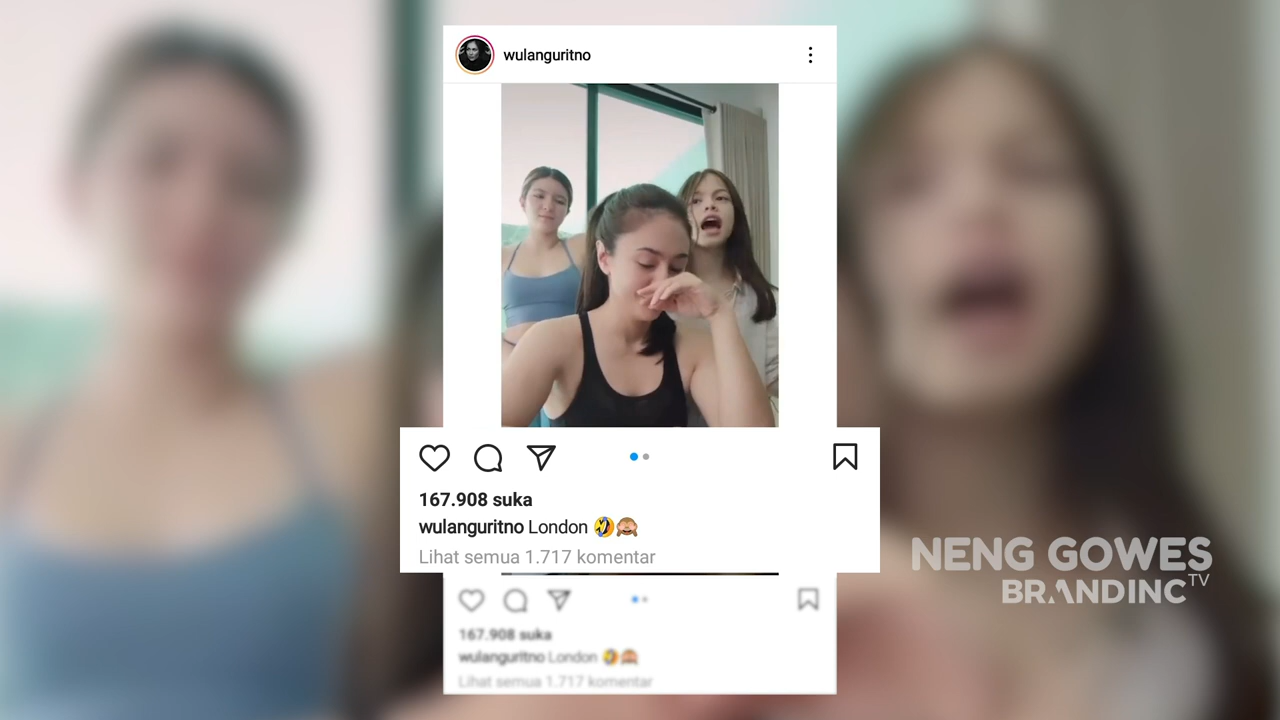 wulanguritno
167.908 suka
wulanguritno London 🤣🙈
Lihat semua 1.717 komentar
NENG GOWES
BRANDINC TV
167.908 suka
wulanguritno London 🤣🙈
Lihat semua 1.717 komentar